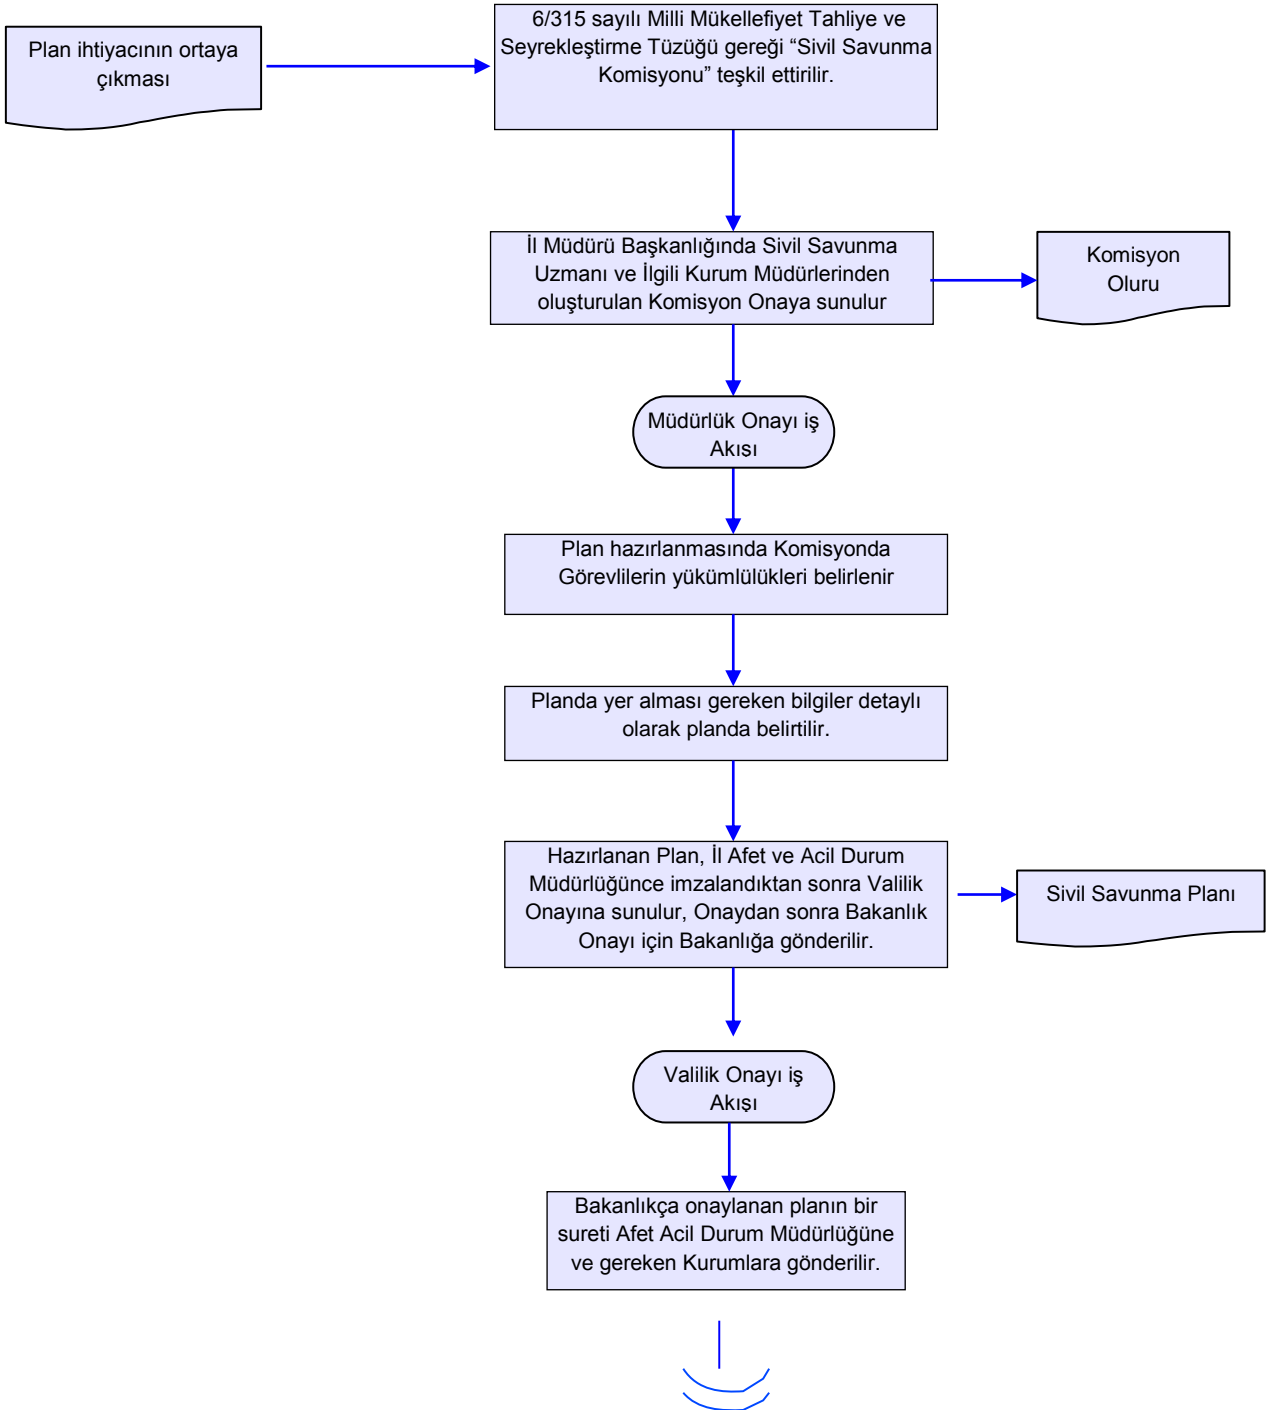 Plan ihtiyacının ortaya
çıkması
6/315 sayılı Milli Mükellefiyet Tahliye ve
Seyrekleştirme Tüzüğü gereği “Sivil Savunma
Komisyonu” teşkil ettirilir.
İl Müdürü Başkanlığında Sivil Savunma
Uzmanı ve İlgili Kurum Müdürlerinden
oluşturulan Komisyon Onaya sunulur
Komisyon
Oluru
Müdürlük Onayı iş
Akışı
Plan hazırlanmasında Komisyonda
Görevlilerin yükümlülükleri belirlenir
Planda yer alması gereken bilgiler detaylı
olarak planda belirtilir.
Hazırlanan Plan, İl Afet ve Acil Durum
Müdürlüğünce imzalandıktan sonra Valilik
Onayına sunulur, Onaydan sonra Bakanlık
Onayı için Bakanlığa gönderilir.
Sivil Savunma Planı
Valilik Onayı iş
Akışı
Bakanlıkça onaylanan planın bir
sureti Afet Acil Durum Müdürlüğüne
ve gereken Kurumlara gönderilir.